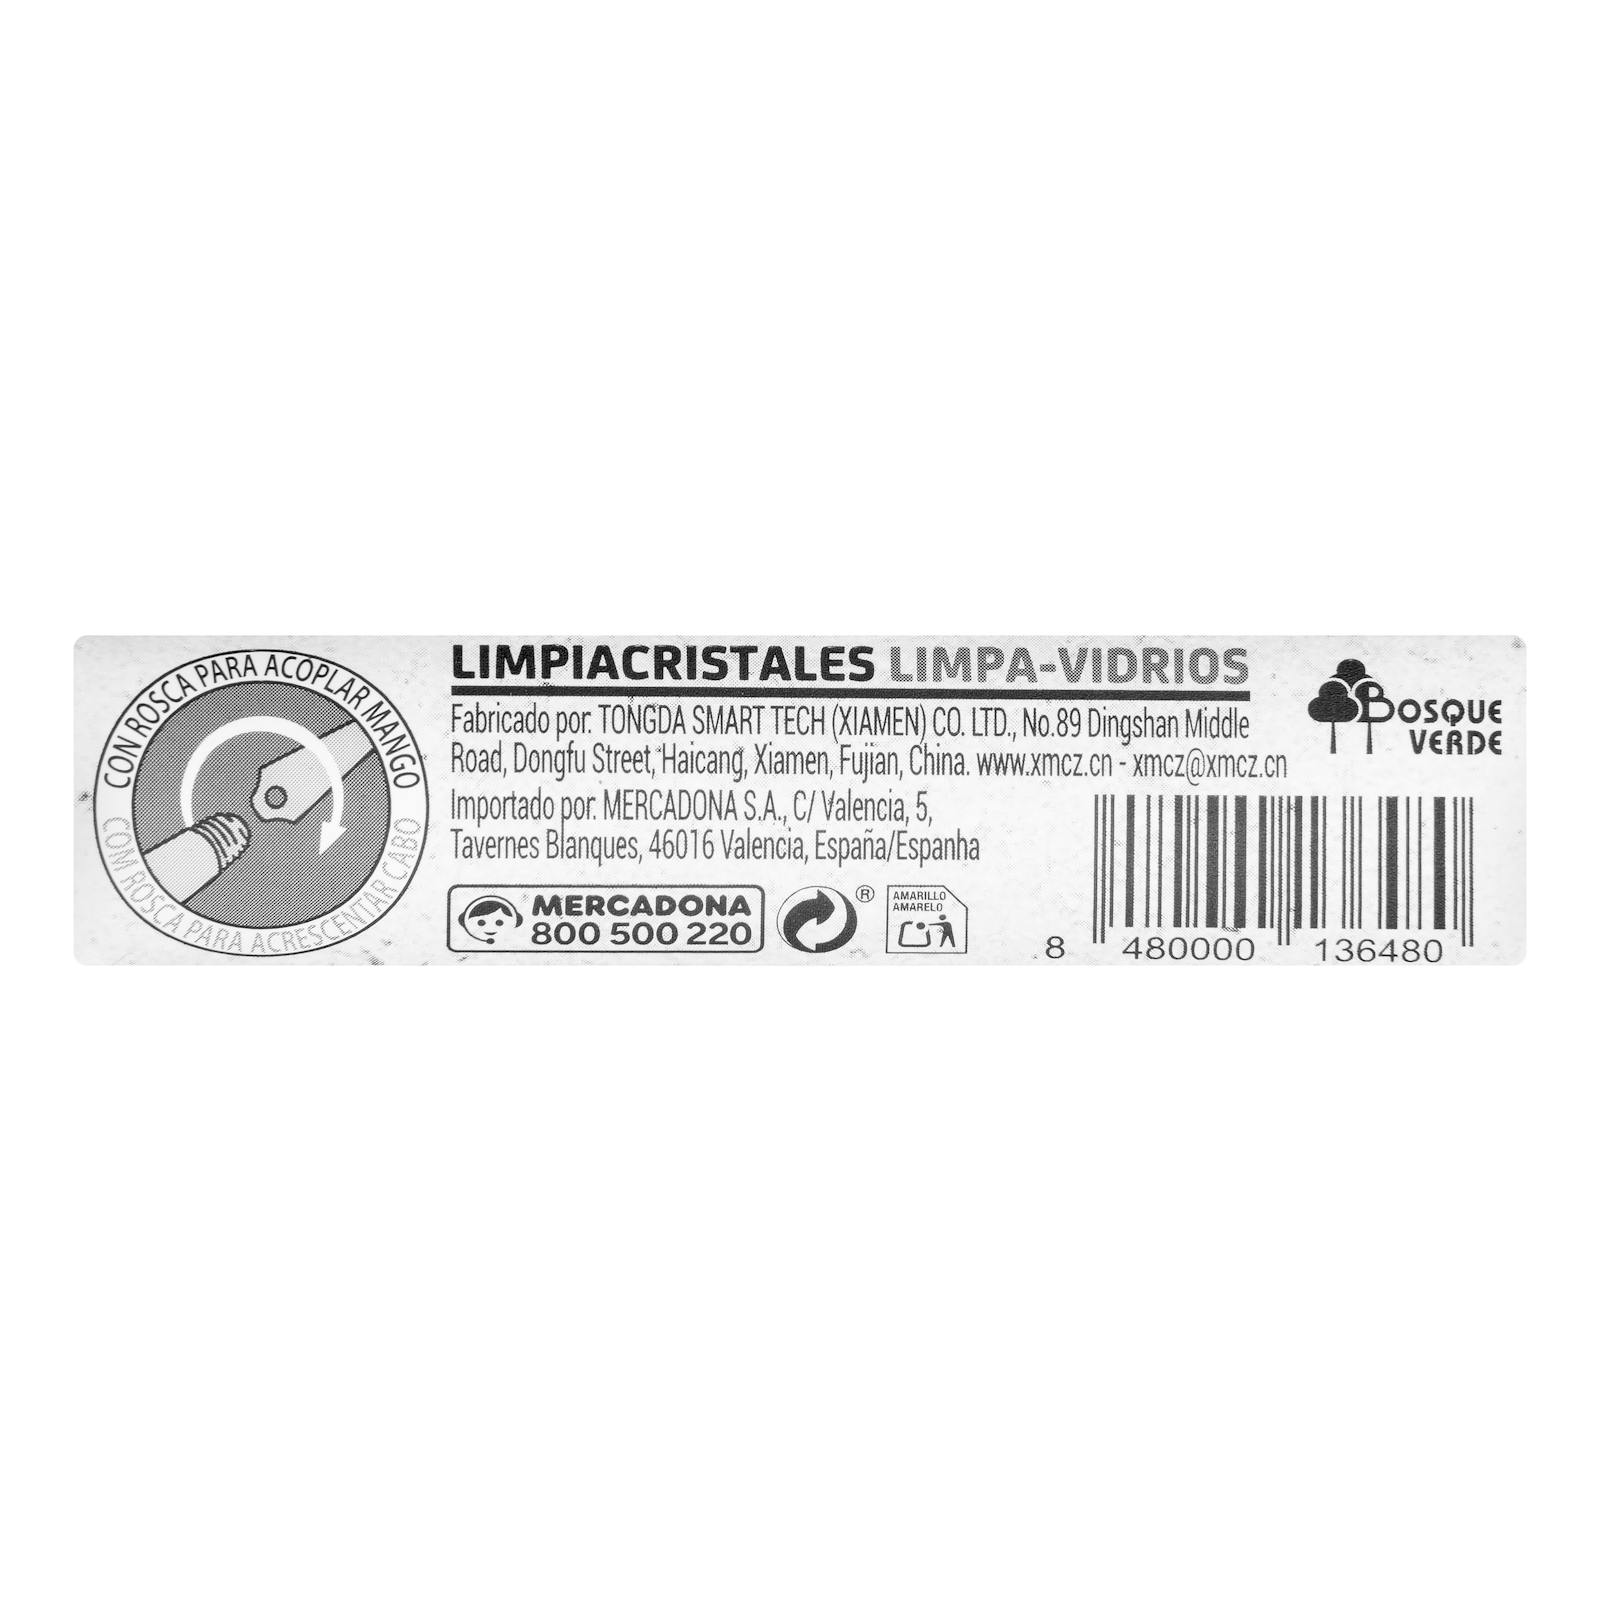 CON ROSCA PARA ACOPLAR MANGO
COM ROSCA PARA ACRESCENTAR CABO
LIMPIACRISTALES LIMPA-VIDRIOS
Fabricado por: TONGDA SMART TECH (XIAMEN) CO. LTD., No.89 Dingshan Middle
Road, Dongfu Street, Haicang, Xiamen, Fujian, China. www.xmcz.cn - xmcz@xmcz.cn
Importado por: MERCADONA S.A., C/ Valencia, 5,
Tavernes Blanques, 46016 Valencia, España/Espanha
MERCADONA
800 500 220
®
AMARILLO
AMARELO
BOSQUE
VERDE
8 480000 136480